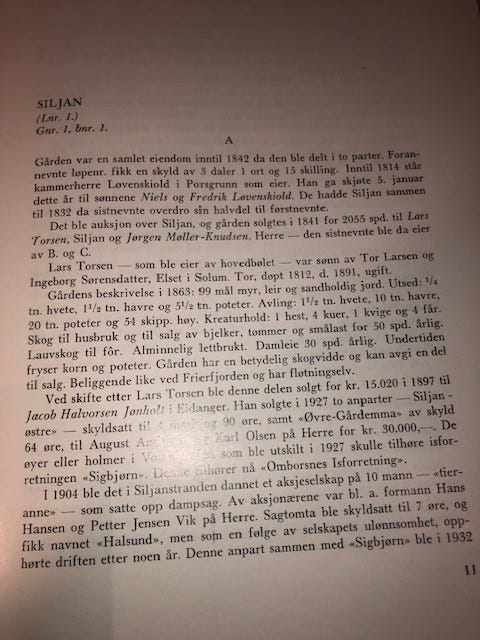 SILJAN
(Lnr. 1.)
Gnr. 1, bnr. 1.
A
Gården var en samlet eiendom inntil 1842 da den ble delt i to parter. Foran-
nevnte løpenr. fikk en skyld av 3 daler 1 ort og 15 skilling. Inntil 1814 står
kammerherre Løvenskiold i Porsgrunn som eier. Han ga skjøte 5. januar
dette år til sønnene Niels og Fredrik Løvenskiold. De hadde Siljan sammen
til 1832 da sistnevnte overdro sin halvdel til førstnevnte.
Det ble auksjon over Siljan, og gården solgtes i 1841 for 2055 spd. til Lars
Torsen, Siljan og Jørgen Møller-Knudsen, Herre — den sistnevnte ble da eier
av B. og C.
Lars Torsen — som ble eier av hovedbølet — var sønn av Tor Larsen og
Ingeborg Sørensdatter, Elset i Solum. Tor, døpt 1812, d. 1891, ugift.
Gårdens beskrivelse i 1863: 99 mål myr, leir og sandholdig jord. Utsed: 1/4
tn. hvete, 1 1/2 tn. havre og 5 1/2 tn. poteter. Avling: 1 1/2 tn. hvete, 10 tn. havre,
20 tn. poteter og 54 skipp. høy. Kreaturhold: 1 hest, 4 kuer, 1 kvige og 4 får.
Skog til husbruk og til salg av bjelker, tømmer og smålast for 50 spd. årlig.
Lauvskog til fôr. Alminnelig lettbrukt. Damleie 30 spd. årlig. Undertiden
fryser korn og poteter. Gården har en betydelig skogvidde og kan avgi en del
til salg. Beliggende like ved Frierfjorden og har fløtningselv.
Ved skifte etter Lars Torsen ble denne delen solgt for kr. 15.020 i 1897 til
Jacob Halvorsen Jønholt i Eidanger. Han solgte i 1927 to anparter — Siljan -
østre» — skyldsatt til 4 og 90 øre, samt «Øvre-Gårdemma» av skyld
64 øre, til August Karl Olsen på Herre for kr. 30.000,—. De
øyer eller holmer i som ble utskilt i 1927 skulle tilhøre isfor-
retningen «Sigbjørn». Denne tilhører nå «Omborsnes Isforretning».
I 1904 ble det i Siljanstranden dannet et aksjeselskap på 10 mann — «tier-
anne» — som satte opp dampsag. Av aksjonærene var bl. a. formann Hans
Hansen og Petter Jensen Vik på Herre. Sagtomta ble skyldsatt til 7 øre, og
fikk navnet «Halsund», men som en følge av selskapets ulønnsomhet, opp-
hørte driften etter noen år. Denne anpart sammen med «Sigbjørn» ble i 1932
11